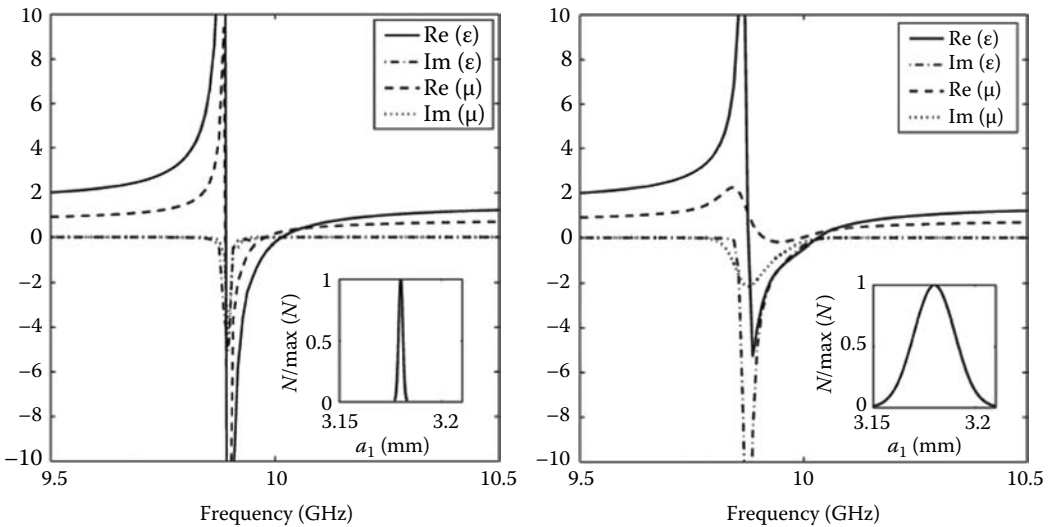 10
8
6
4
2
0
−2
−4
−6
−8
−10
9.5
10
10.5
Frequency (GHz)
Re (ε)
Im (ε)
Re (μ)
Im (μ)
N/max (N)
1
0.5
0
3.15
3.2
a1 (mm)
10
8
6
4
2
0
−2
−4
−6
−8
−10
9.5
10
10.5
Frequency (GHz)
Re (ε)
Im (ε)
Re (μ)
Im (μ)
N/max (N)
1
0.5
0
3.15
3.2
a1 (mm)